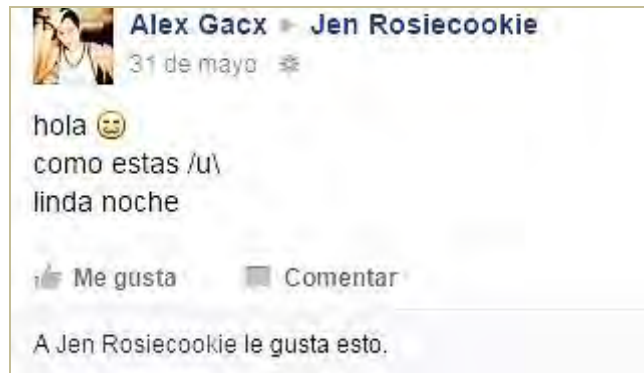 Alex Gacx ▸ Jen Rosiecookie
31 de mayo
hola 😊
como estas /u\
linda noche
Me gusta Comentar
A Jen Rosiecookie le gusta esto.